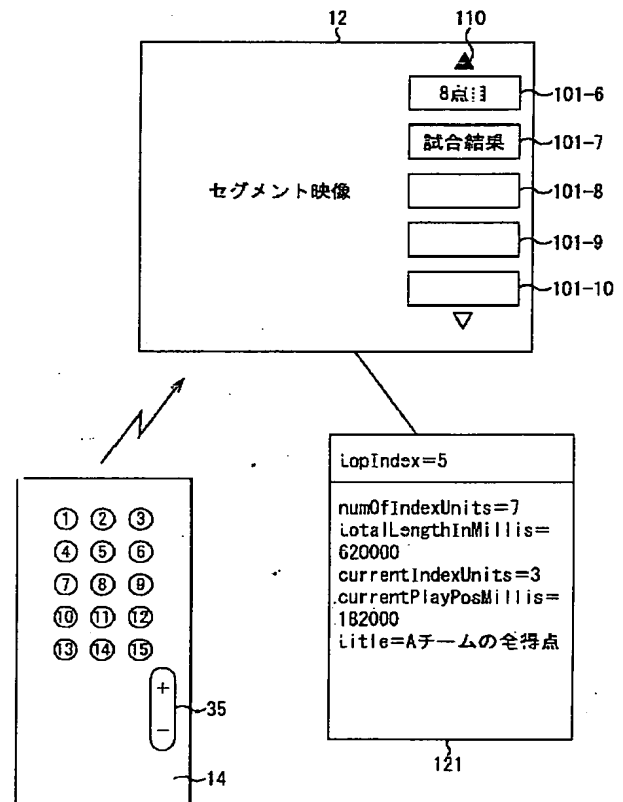 12
110
8点目
101-6
試合結果
101-7
セグメント映像
101-8
101-9
101-10
topIndex=5
numOfIndexUnits=7
totalLengthInMillis=
620000
currentIndexUnits=3
currentPlayPosMillis=
182000
title=Aチームの全得点
121
① ② ③
④ ⑤ ⑥
⑦ ⑧ ⑨
⑩ ⑪ ⑫
⑬ ⑭ ⑮
+
−
35
14